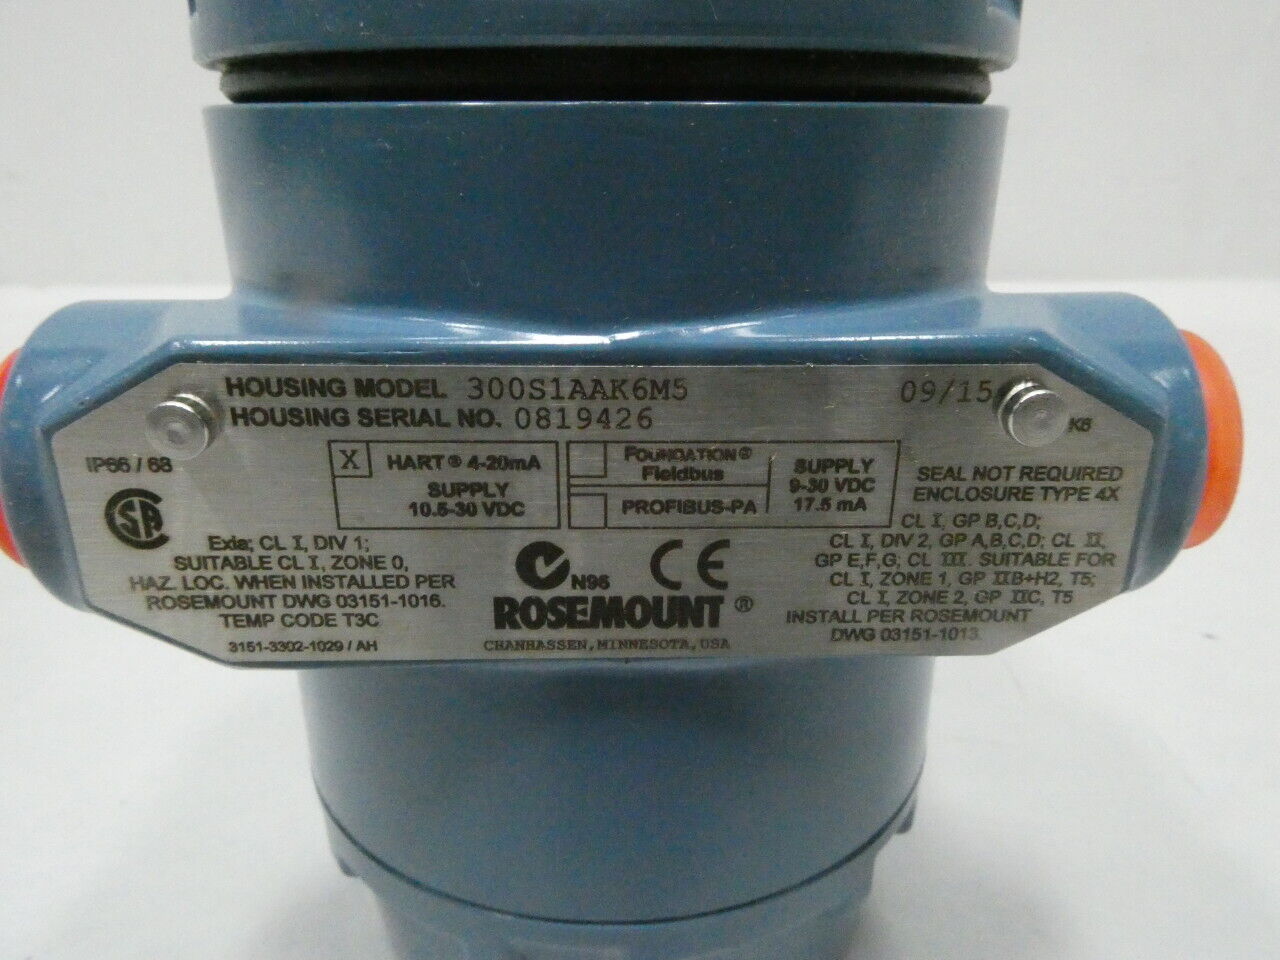 HOUSING MODEL 300S1AAK6M5 09/15
HOUSING SERIAL NO. 0819426
K6
IP66 / 68
X HART® 4-20mA
SUPPLY
10.5-30 VDC
FOUNDATION®
Fieldbus
PROFIBUS-PA
SUPPLY
9-30 VDC
17.5 mA
SEAL NOT REQUIRED
ENCLOSURE TYPE 4X
CL I, GP B,C,D;
CL I, DIV 2, GP A,B,C,D; CL II,
GP E,F,G; CL III. SUITABLE FOR
CL I, ZONE 1, GP IIB+H2, T5;
CL I, ZONE 2, GP IIC, T5
INSTALL PER ROSEMOUNT
DWG 03151-1013.
SA
Exia; CL I, DIV 1;
SUITABLE CL I, ZONE 0,
HAZ. LOC. WHEN INSTALLED PER
ROSEMOUNT DWG 03151-1016.
TEMP CODE T3C
3151-3302-1029 / AH
N96 CE
ROSEMOUNT®
CHANHASSEN, MINNESOTA, USA